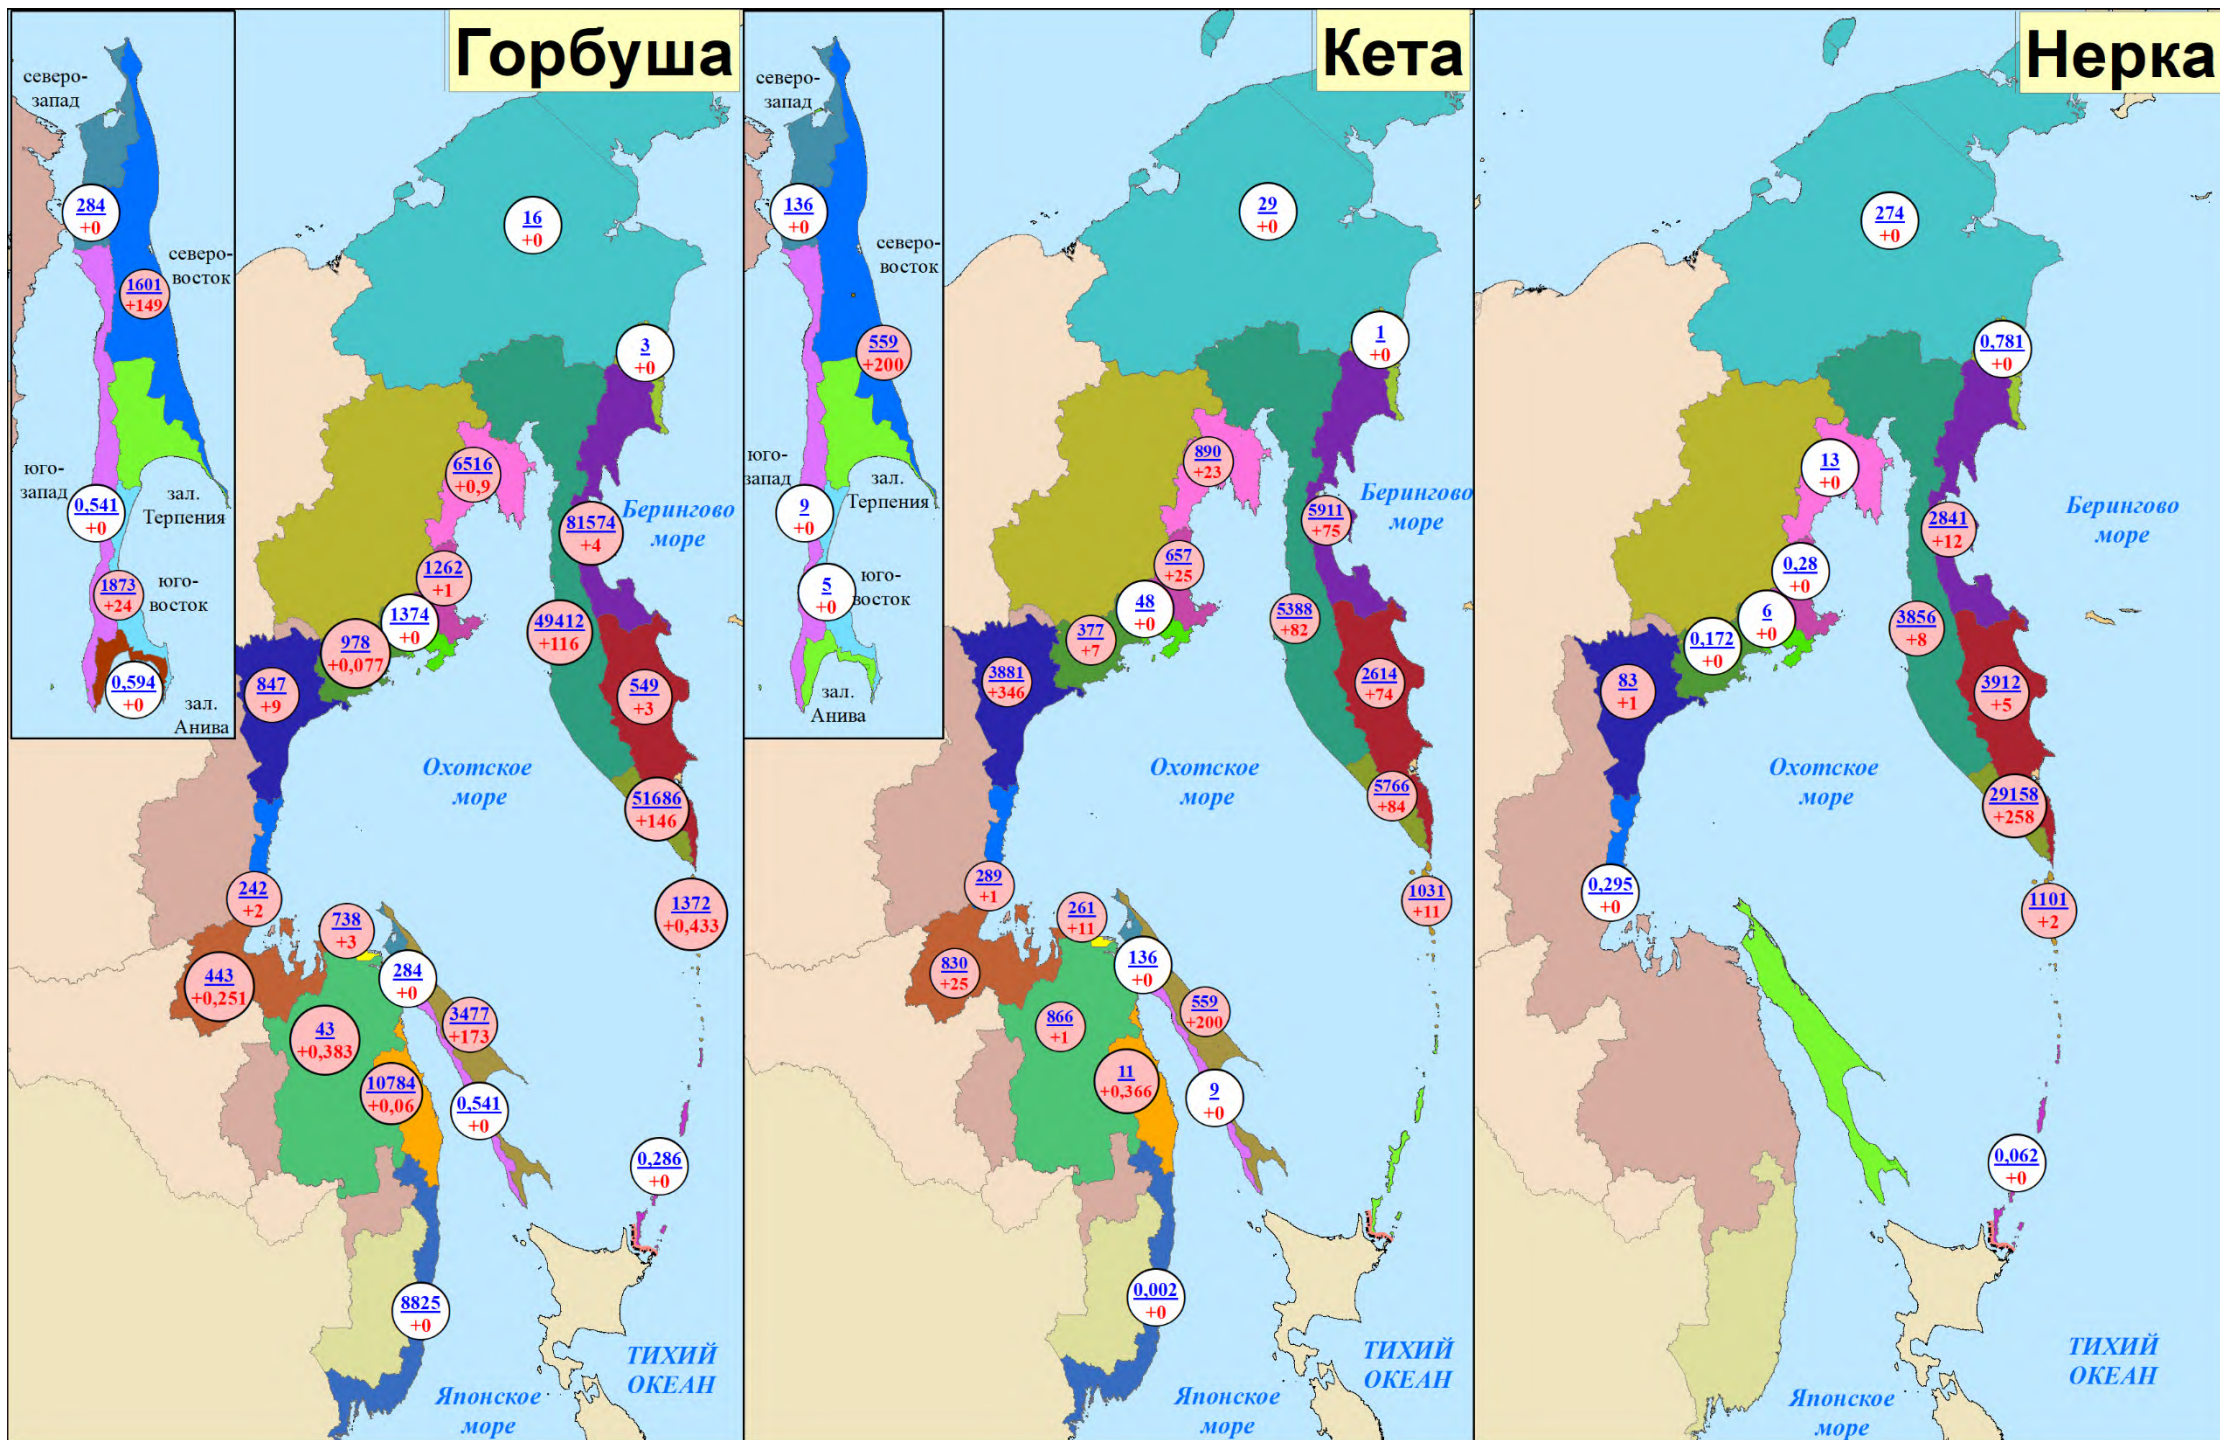 Горбуша
северо-
запад
284
+0
северо-
восток
1601
+149
юго-
запад
0,541
+0
зал.
Терпения
1873
+24
юго-
восток
0,594
+0
зал.
Анива
16
+0
3
+0
6516
+0,9
81574
+4
Берингово
море
1262
+1
1374
+0
978
+0,077
49412
+116
847
+9
549
+3
Охотское
море
51686
+146
242
+2
738
+3
1372
+0,433
443
+0,251
284
+0
43
+0,383
3477
+173
10784
+0,06
0,541
+0
0,286
+0
8825
+0
ТИХИЙ
ОКЕАН
Японское
море
Кета
северо-
запад
136
+0
северо-
восток
559
+200
юго-
запад
9
+0
зал.
Терпения
5
+0
юго-
восток
зал.
Анива
29
+0
1
+0
890
+23
5911
+75
Берингово
море
657
+25
48
+0
377
+7
5388
+82
3881
+346
2614
+74
Охотское
море
5766
+84
289
+1
261
+11
1031
+11
830
+25
136
+0
866
+1
559
+200
11
+0,366
9
+0
0,002
+0
ТИХИЙ
ОКЕАН
Японское
море
Нерка
274
+0
0,781
+0
13
+0
2841
+12
Берингово
море
0,28
+0
6
+0
0,172
+0
3856
+8
83
+1
3912
+5
Охотское
море
29158
+258
0,295
+0
1101
+2
0,062
+0
ТИХИЙ
ОКЕАН
Японское
море